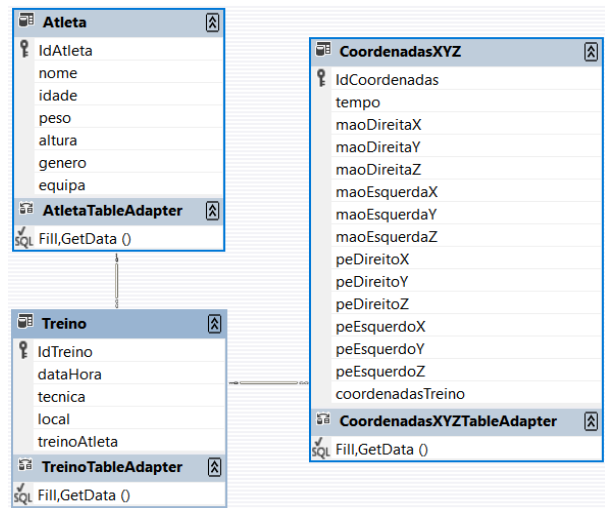 Atleta
IdAtleta
nome
idade
peso
altura
genero
equipa
AtletaTableAdapter
SQL Fill,GetData ()
Treino
IdTreino
dataHora
tecnica
local
treinoAtleta
TreinoTableAdapter
SQL Fill,GetData ()
CoordenadasXYZ
IdCoordenadas
tempo
maoDireitaX
maoDireitaY
maoDireitaZ
maoEsquerdaX
maoEsquerdaY
maoEsquerdaZ
peDireitoX
peDireitoY
peDireitoZ
peEsquerdoX
peEsquerdoY
peEsquerdoZ
coordenadasTreino
CoordenadasXYZTableAdapter
SQL Fill,GetData ()